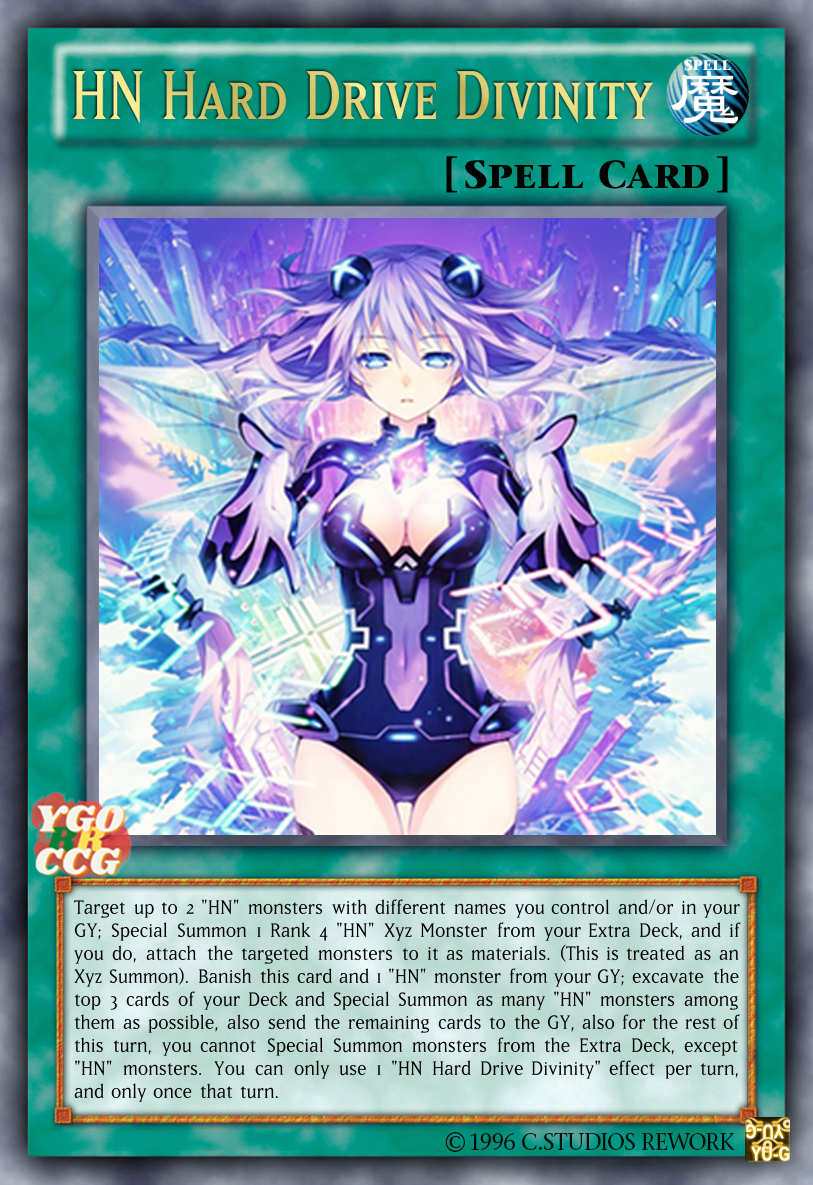 HN Hard Drive Divinity
SPELL
魔
[Spell Card]
YGO
RR
CCG
Target up to 2 "HN" monsters with different names you control and/or in your
GY; Special Summon 1 Rank 4 "HN" Xyz Monster from your Extra Deck, and if
you do, attach the targeted monsters to it as materials. (This is treated as an
Xyz Summon). Banish this card and 1 "HN" monster from your GY; excavate the
top 3 cards of your Deck and Special Summon as many "HN" monsters among
them as possible, also send the remaining cards to the GY, also for the rest of
this turn, you cannot Special Summon monsters from the Extra Deck, except
"HN" monsters. You can only use 1 "HN Hard Drive Divinity" effect per turn,
and only once that turn.
© 1996 C.STUDIOS REWORK